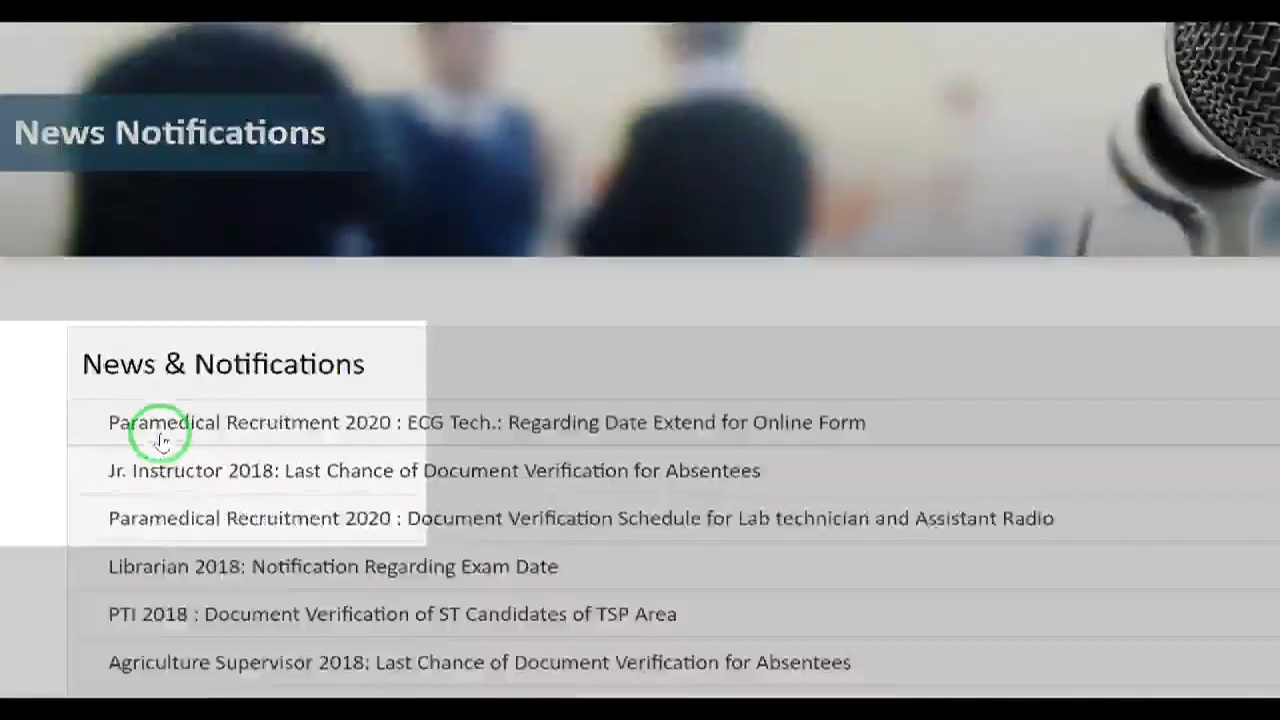 News Notifications
News & Notifications
Paramedical Recruitment 2020 : ECG Tech.: Regarding Date Extend for Online Form
Jr. Instructor 2018: Last Chance of Document Verification for Absentees
Paramedical Recruitment 2020 : Document Verification Schedule for Lab technician and Assistant Radio
Librarian 2018: Notification Regarding Exam Date
PTI 2018 : Document Verification of ST Candidates of TSP Area
Agriculture Supervisor 2018: Last Chance of Document Verification for Absentees